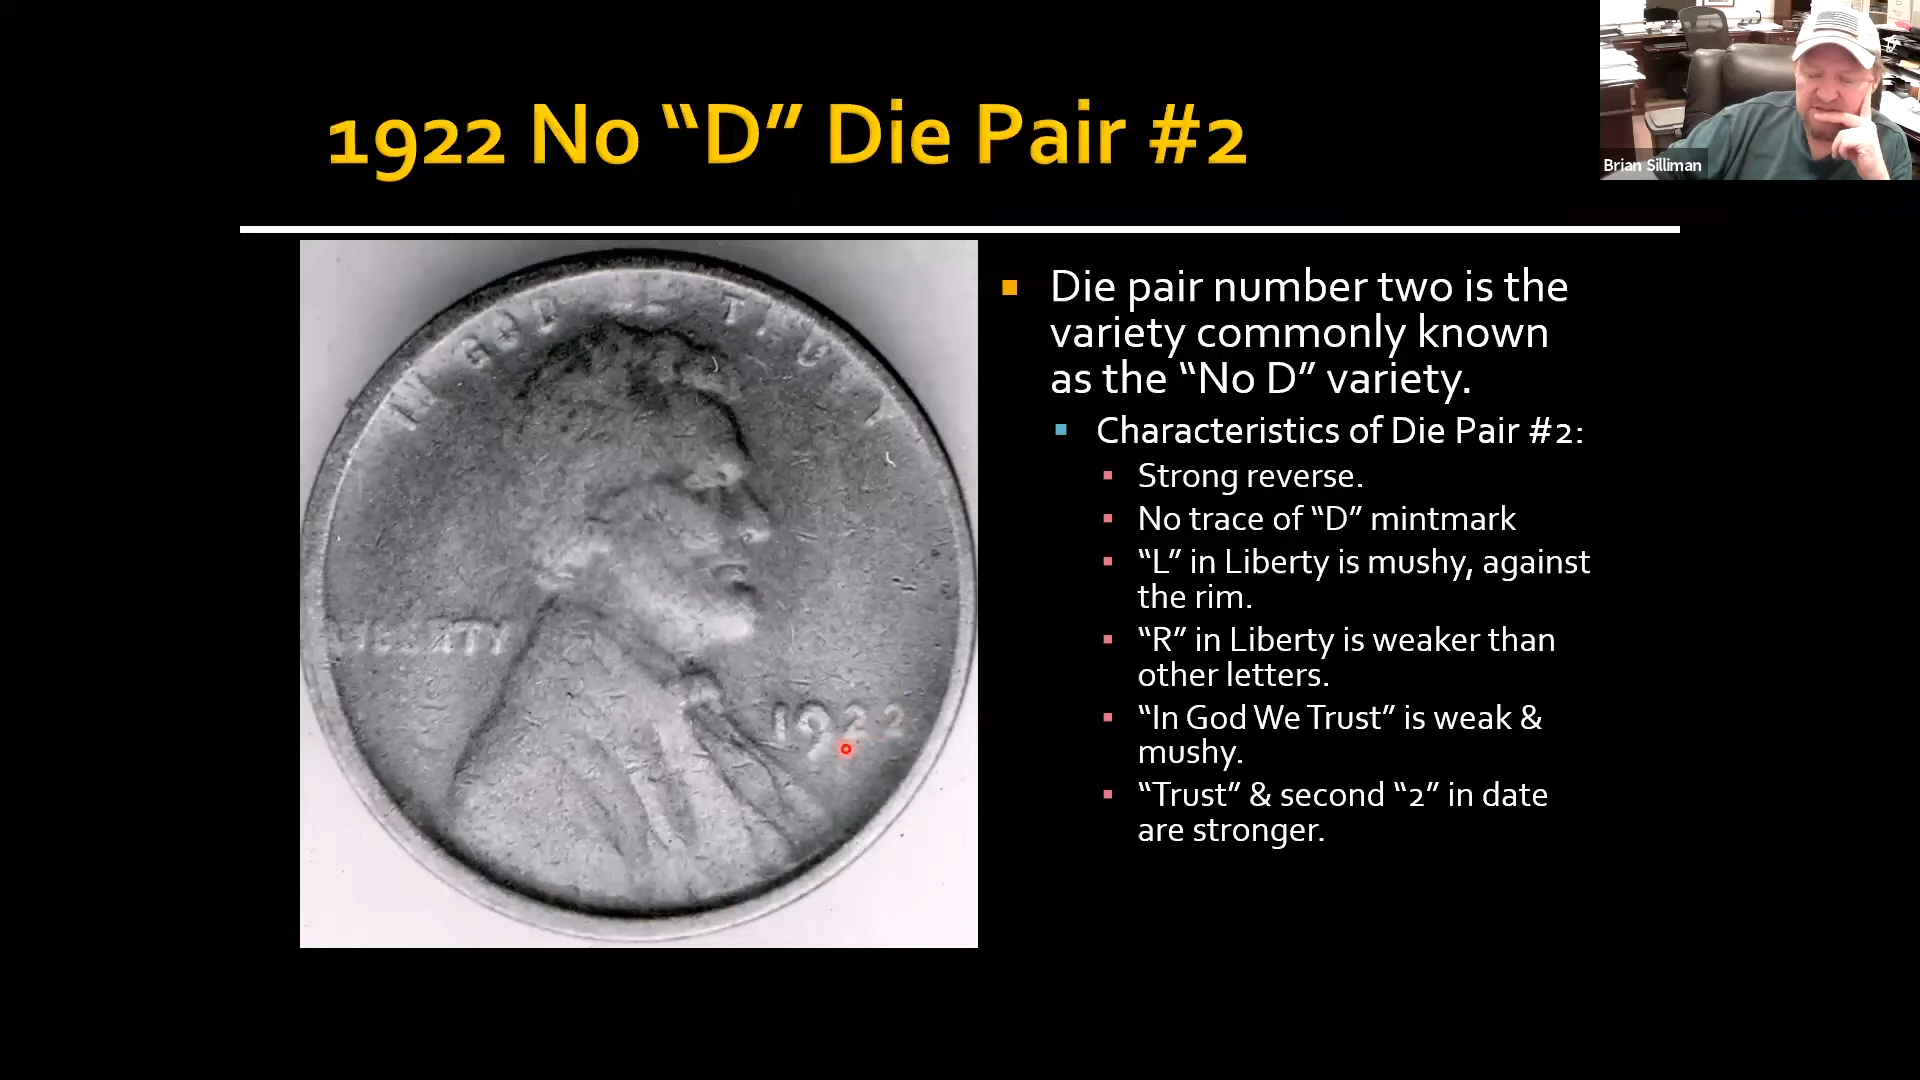 1922 No “D” Die Pair #2
Brian Silliman
Die pair number two is the
variety commonly known
as the “No D” variety.
Characteristics of Die Pair #2:
Strong reverse.
No trace of “D” mintmark
“L” in Liberty is mushy, against
the rim.
“R” in Liberty is weaker than
other letters.
“In God We Trust” is weak &
mushy.
“Trust” & second “2” in date
are stronger.
IN GOD
1922